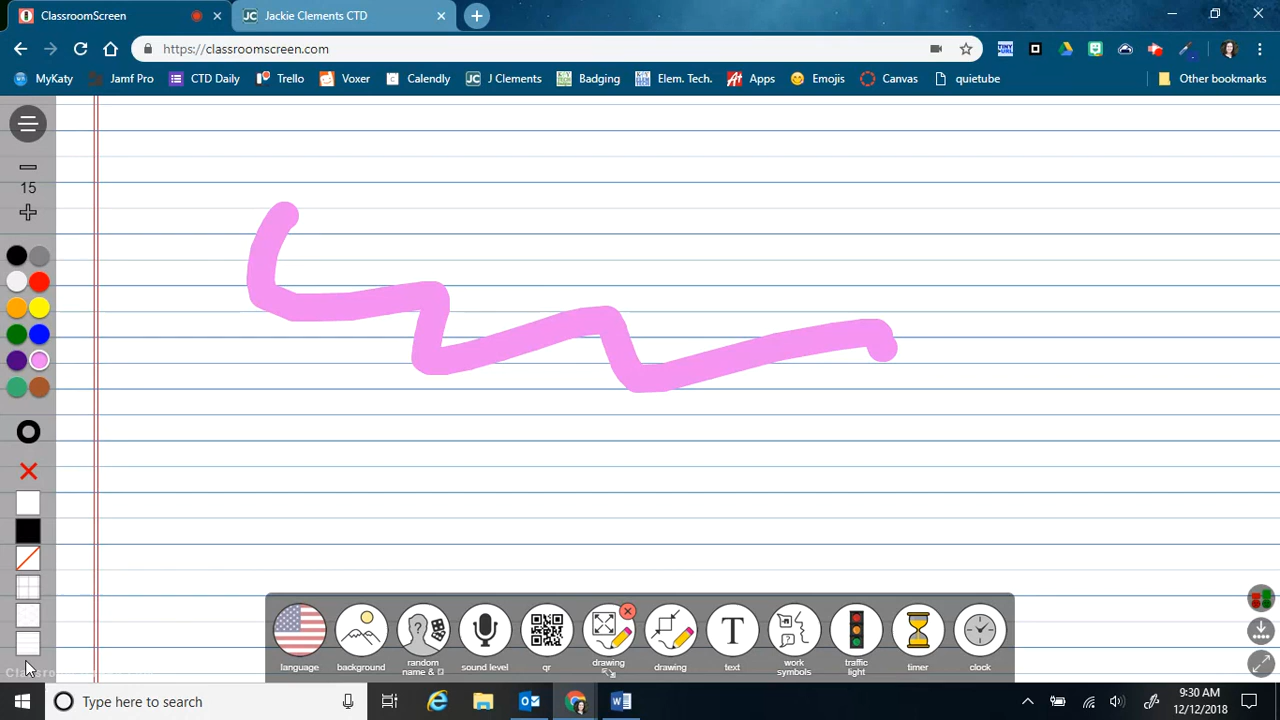 ClassroomScreen
Jackie Clements CTD
https://classroomscreen.com
MyKaty
Jamf Pro
CTD Daily
Trello
Voxer
Calendly
J Clements
Badging
Elem. Tech.
Apps
Emojis
Canvas
quietube
Other bookmarks
15
language
background
random
name &
sound level
qr
drawing
drawing
text
work
symbols
traffic
light
timer
clock
Type here to search
9:30 AM
12/12/2018